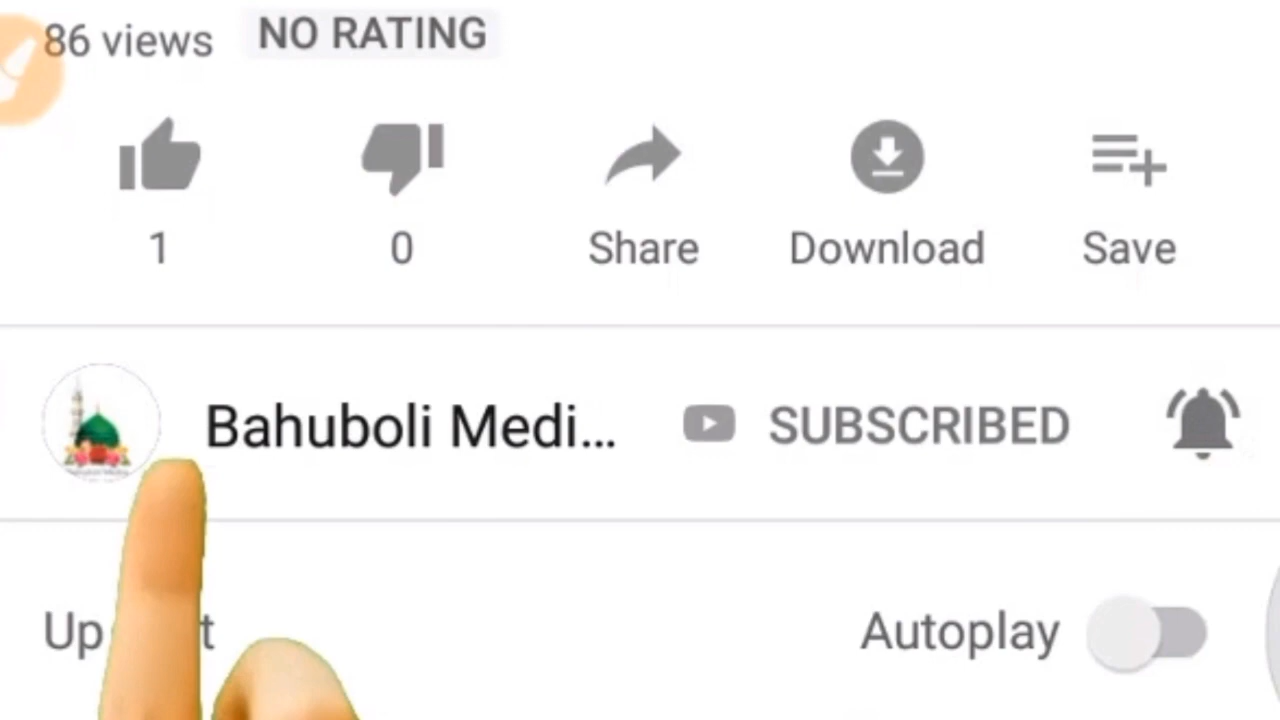 86 views NO RATING
1 0 Share Download Save
Bahuboli Medi... SUBSCRIBED
Autoplay